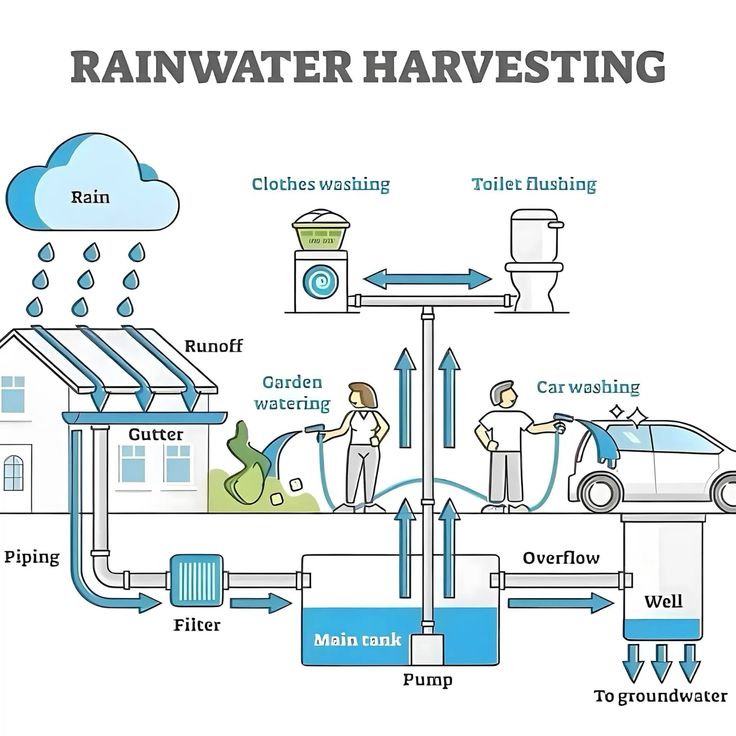 RAINWATER HARVESTING
Rain
Clothes washing
Toilet flushing
Runoff
Garden
watering
Car washing
Gutter
Piping
Filter
Overflow
Main tank
Well
Pump
To groundwater